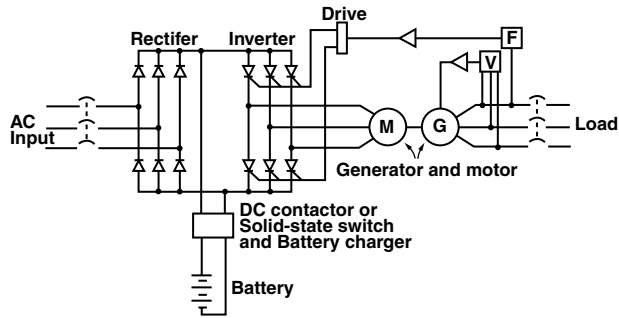 Drive
Rectifer
Inverter
F
V
AC
Input
M
G
Load
Generator and motor
DC contactor or
Solid-state switch
and Battery charger
Battery